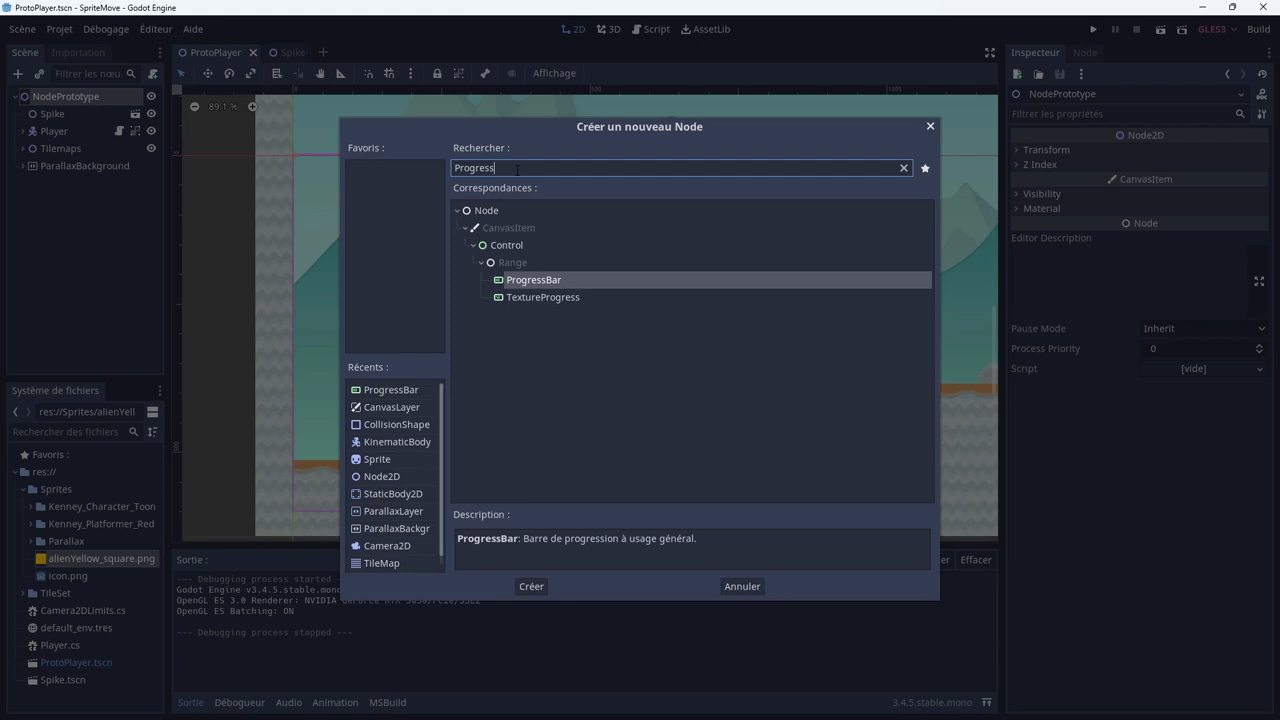 ProtoPlayer.tscn - SpriteMove - Godot Engine
Scène Projet Débogage Éditeur Aide
2D 3D Script AssetLib
GLES3 Build
Scène Importation
ProtoPlayer Spike
Inspecteur Node
Filtrer les nœu
Affichage
NodePrototype
Spike
Player
Tilemaps
ParallaxBackground
89.1 %
0 500 1000
Créer un nouveau Node
Favoris :
Rechercher :
Progress
Correspondances :
Node
CanvasItem
Control
Range
ProgressBar
TextureProgress
Récents :
ProgressBar
CanvasLayer
CollisionShape
KinematicBody
Sprite
Node2D
StaticBody2D
ParallaxLayer
ParallaxBackgr
Camera2D
TileMap
Description :
ProgressBar: Barre de progression à usage général.
Créer Annuler
NodePrototype
Filtrer les propriétés
Node2D
Transform
Z Index
CanvasItem
Visibility
Material
Node
Editor Description
Pause Mode Inherit
Process Priority 0
Script [vide]
Système de fichiers
res://Sprites/alienYell
Rechercher des fichiers
Favoris :
res://
Sprites
Kenney_Character_Toon
Kenney_Platformer_Red
Parallax
alienYellow_square.png
icon.png
TileSet
Camera2DLimits.cs
default_env.tres
Player.cs
ProtoPlayer.tscn
Spike.tscn
Sortie :
Effacer
--- Debugging process started
Godot Engine v3.4.5.stable.mono
OpenGL ES 3.0 Renderer: NVIDIA
OpenGL ES Batching: ON
--- Debugging process stopped ---
Sortie Débogueur Audio Animation MSBuild
3.4.5.stable.mono